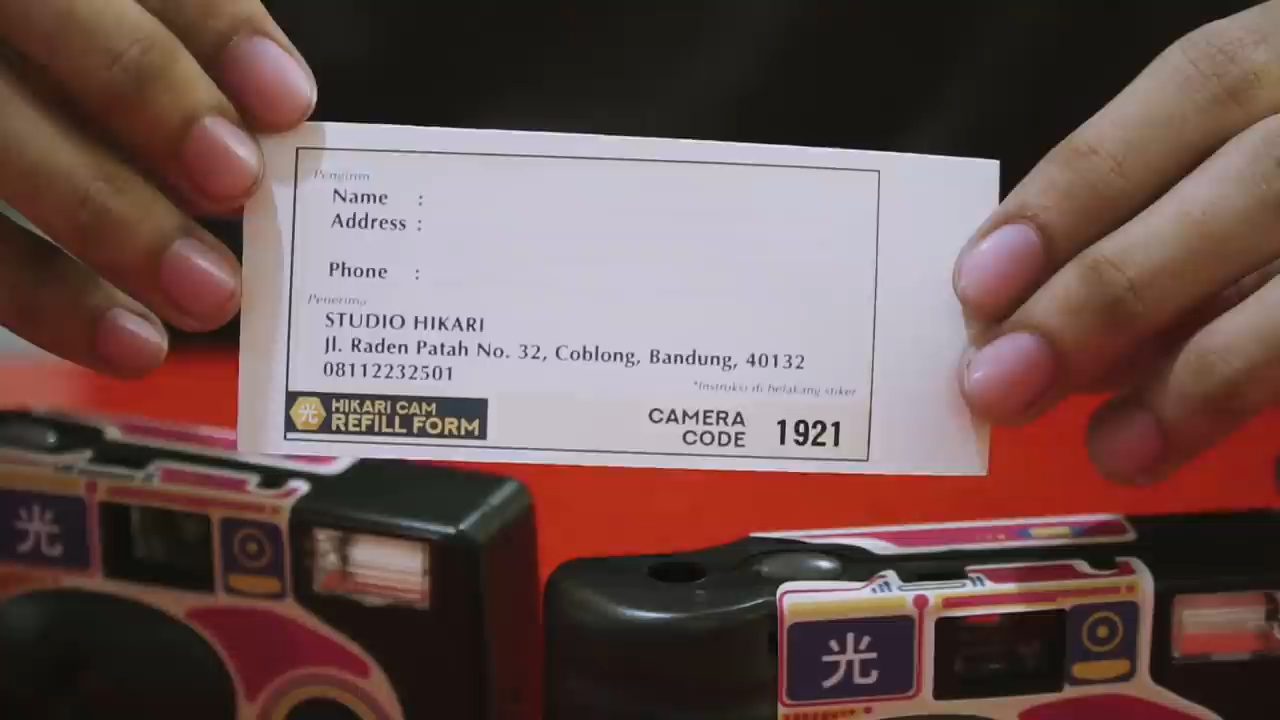 Pengirim
Name :
Address :
Phone :
Penerima
STUDIO HIKARI
Jl. Raden Patah No. 32, Coblong, Bandung, 40132
08112232501
*Instruksi di belakang stiker
光 HIKARI CAM
REFILL FORM
CAMERA
CODE 1921
光
光